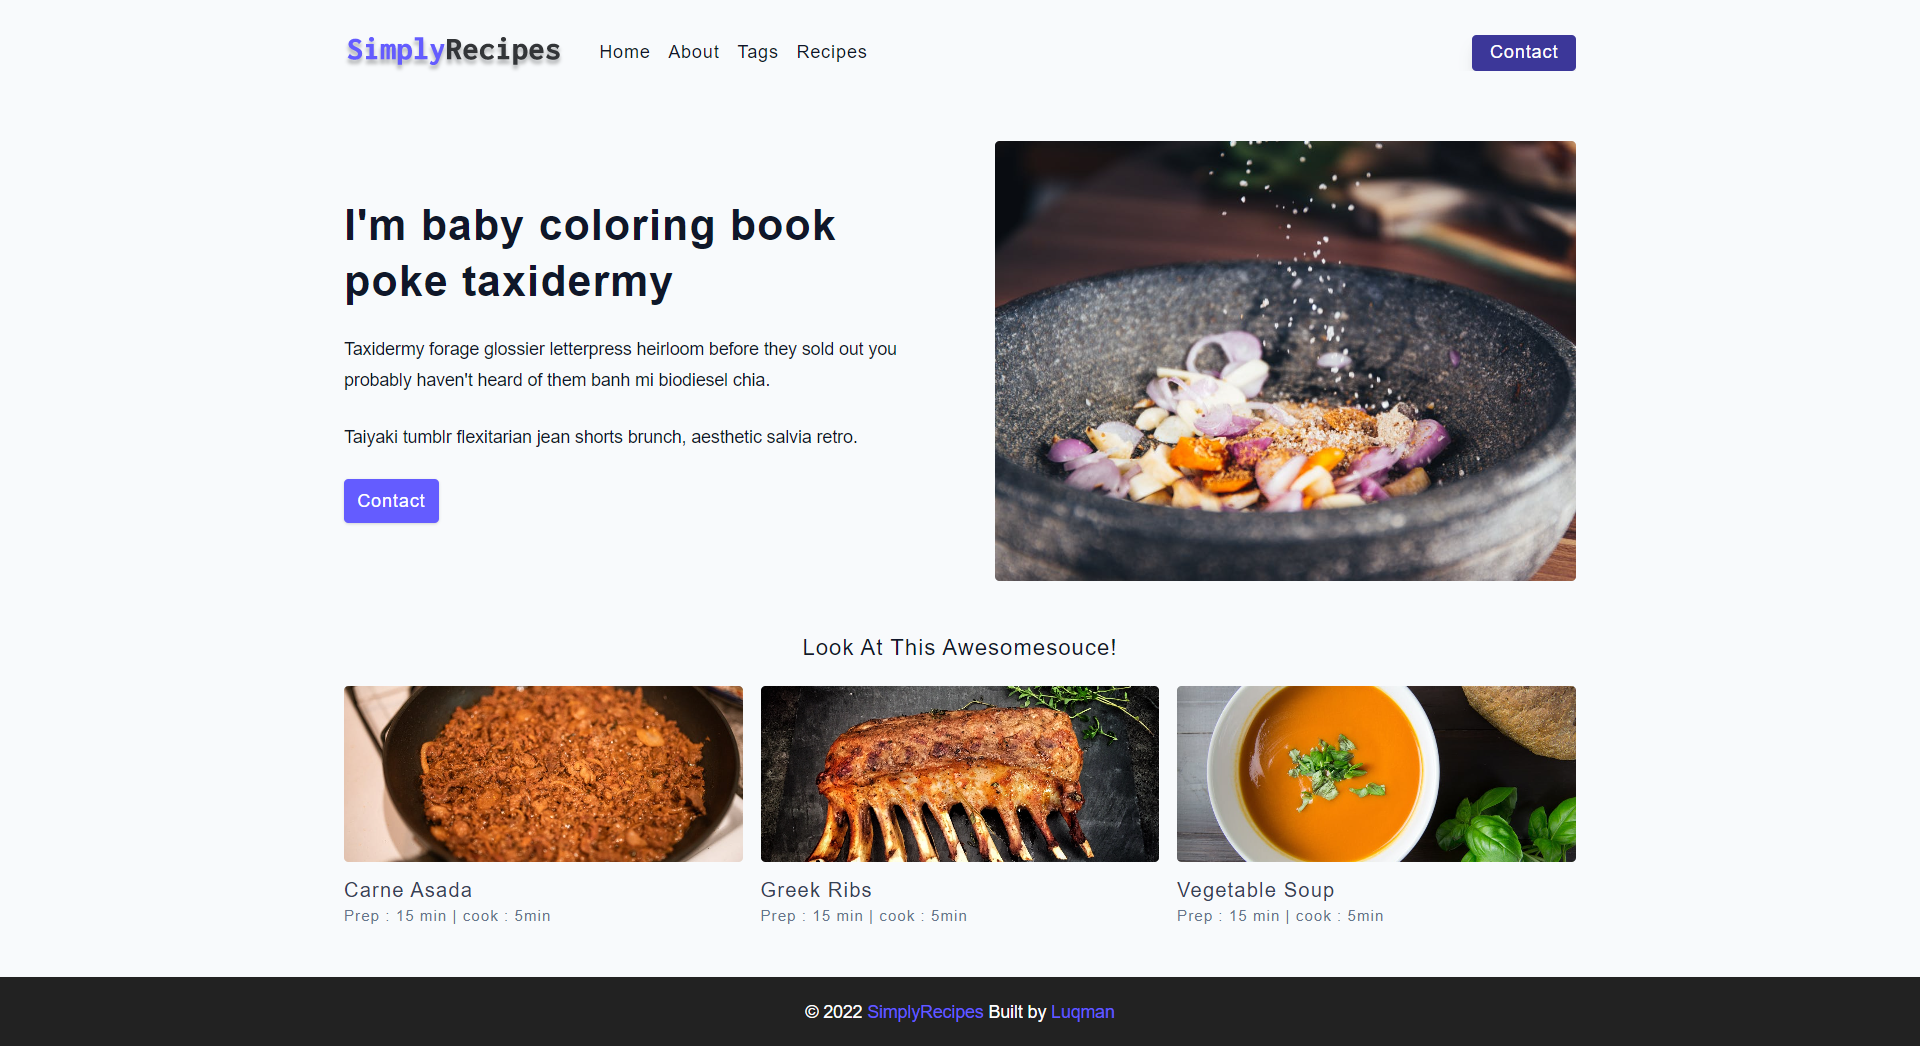 SimplyRecipes Home About Tags Recipes Contact
I'm baby coloring book
poke taxidermy
Taxidermy forage glossier letterpress heirloom before they sold out you
probably haven't heard of them banh mi biodiesel chia.
Taiyaki tumblr flexitarian jean shorts brunch, aesthetic salvia retro.
Contact
Look At This Awesomesouce!
Carne Asada
Prep : 15 min | cook : 5min
Greek Ribs
Prep : 15 min | cook : 5min
Vegetable Soup
Prep : 15 min | cook : 5min
© 2022 SimplyRecipes Built by Luqman